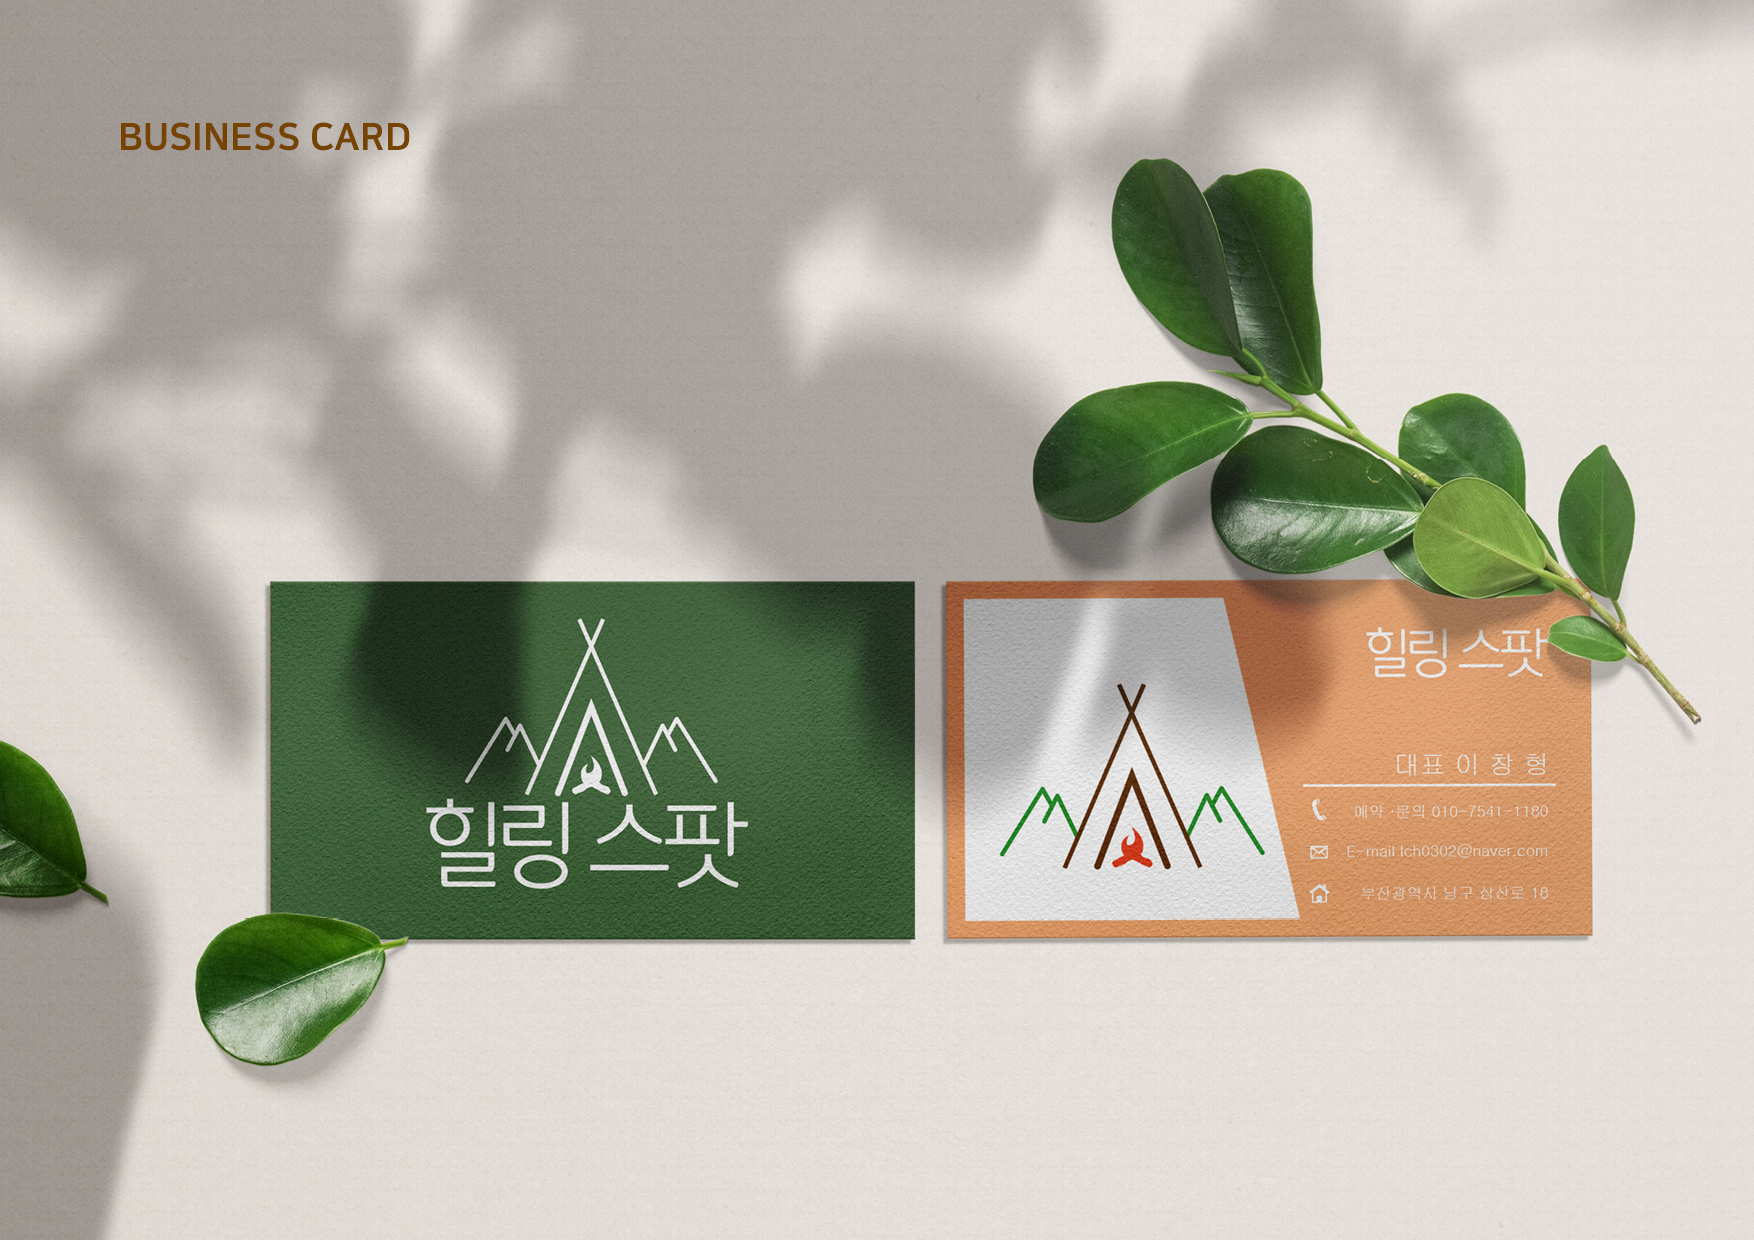 BUSINESS CARD
힐링 스팟
힐링 스팟
대표 이 창 형
예약 ·문의 010-7541-1180
E-mail lch0302@naver.com
부산광역시 남구 삼산로 16